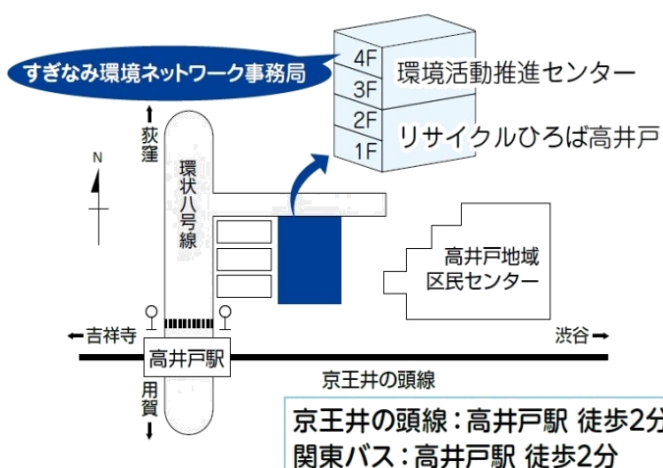 すぎなみ環境ネットワーク事務局
4F
3F
環境活動推進センター
2F
1F
リサイクルひろば高井戸
荻窪
N
環状八号線
高井戸地域
区民センター
吉祥寺
渋谷
高井戸駅
京王井の頭線
用賀
京王井の頭線：高井戸駅 徒歩2分
関東バス：高井戸駅 徒歩2分